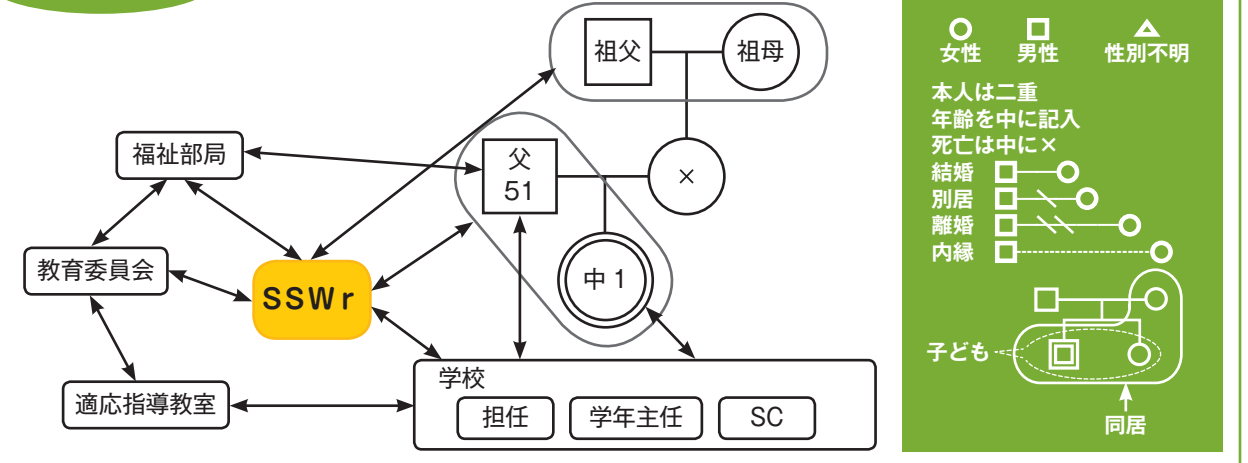 祖父
祖母
福祉部局
父
51
×
教育委員会
SSWr
中1
学校
適応指導教室
担任
学年主任
SC
女性
男性
性別不明
本人は二重
年齢を中に記入
死亡は中に×
結婚
別居
離婚
内縁
子ども
同居